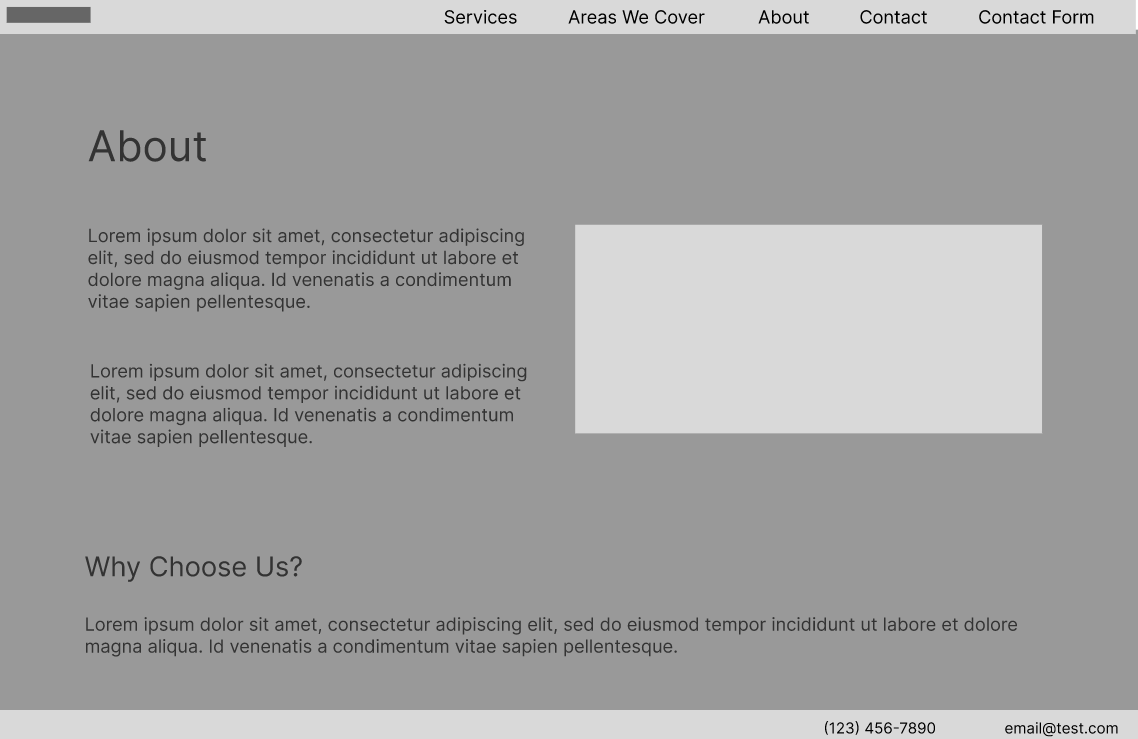 Services Areas We Cover About Contact Contact Form
About
Lorem ipsum dolor sit amet, consectetur adipiscing
elit, sed do eiusmod tempor incididunt ut labore et
dolore magna aliqua. Id venenatis a condimentum
vitae sapien pellentesque.
Lorem ipsum dolor sit amet, consectetur adipiscing
elit, sed do eiusmod tempor incididunt ut labore et
dolore magna aliqua. Id venenatis a condimentum
vitae sapien pellentesque.
Why Choose Us?
Lorem ipsum dolor sit amet, consectetur adipiscing elit, sed do eiusmod tempor incididunt ut labore et dolore
magna aliqua. Id venenatis a condimentum vitae sapien pellentesque.
(123) 456-7890 email@test.com